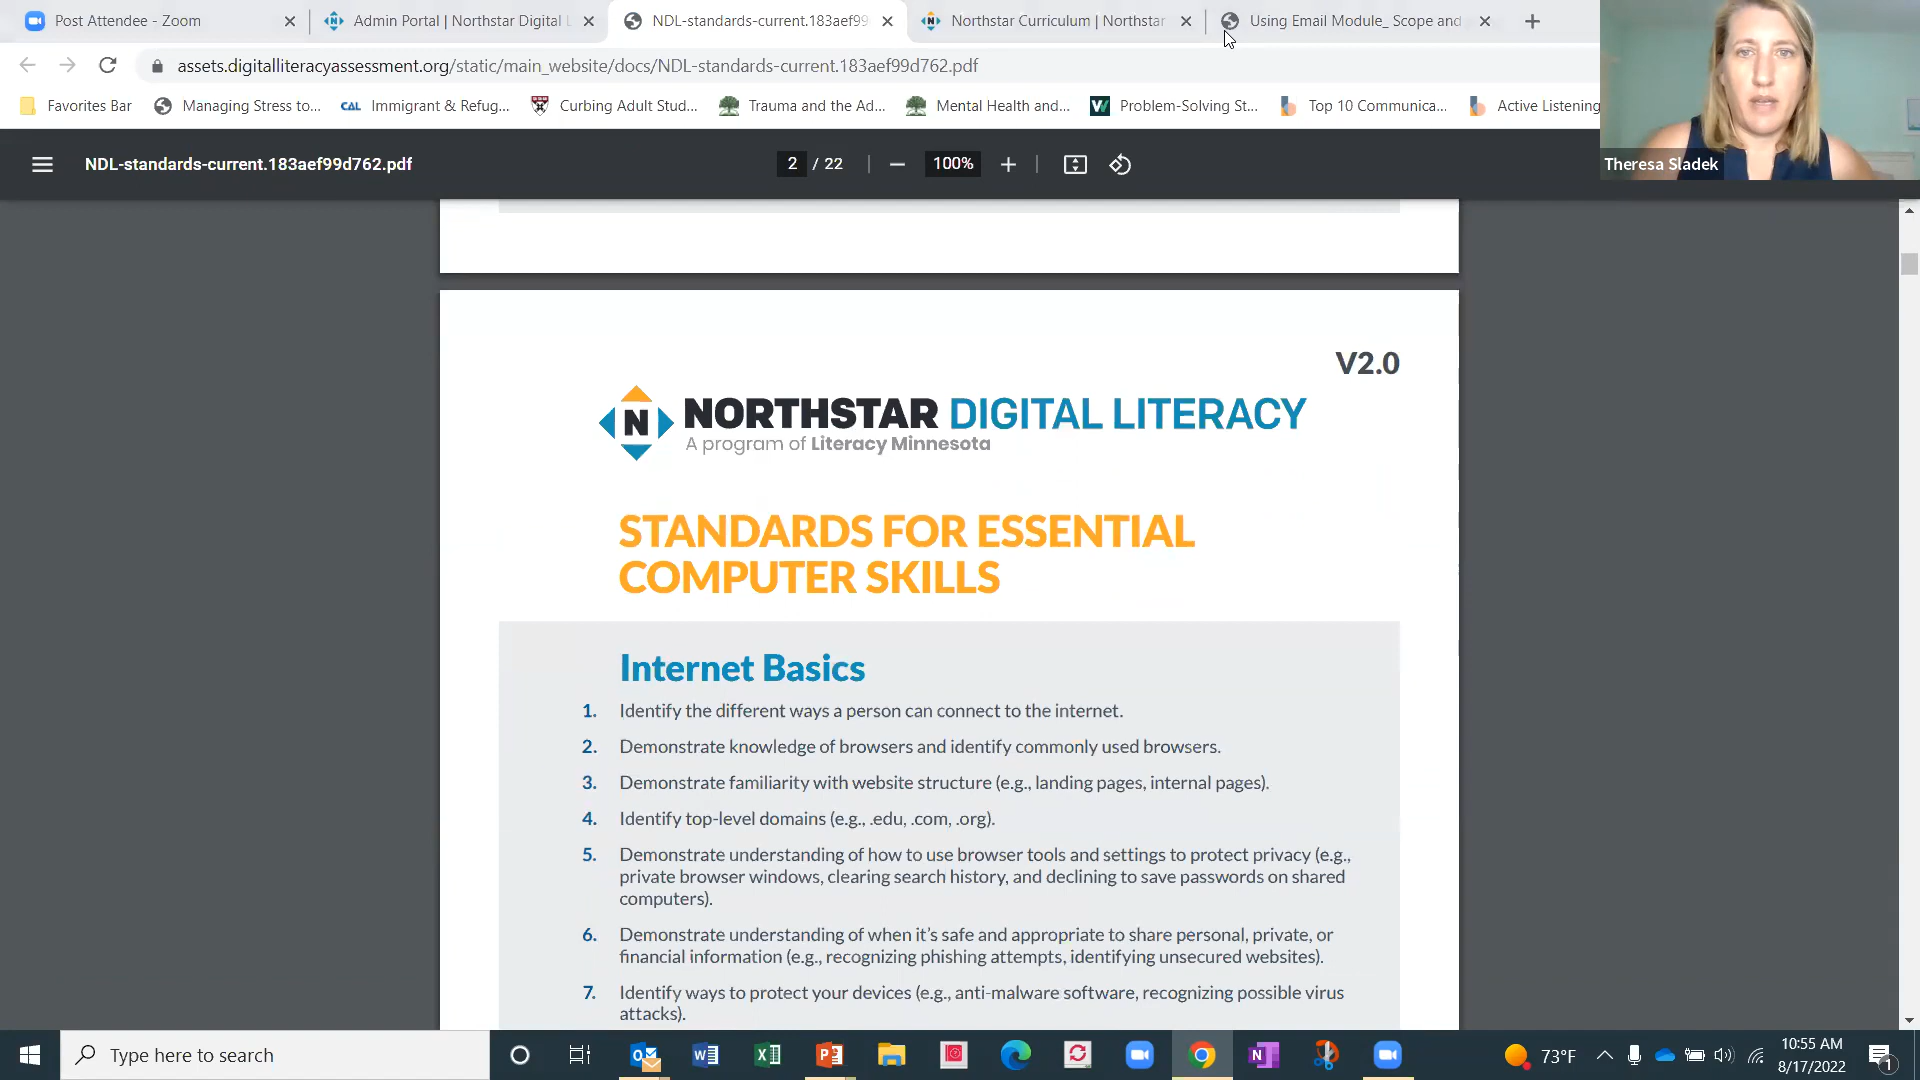 Post Attendee - Zoom
Admin Portal | Northstar Digital L
NDL-standards-current.183aef99
Northstar Curriculum | Northstar
Using Email Module_ Scope and
assets.digitalliteracyassessment.org/static/main_website/docs/NDL-standards-current.183aef99d762.pdf
Favorites Bar
Managing Stress to...
CAL Immigrant & Refug...
Curbing Adult Stud...
Trauma and the Ad...
Mental Health and...
Problem-Solving St...
Top 10 Communica...
Active Listening
Theresa Sladek
NDL-standards-current.183aef99d762.pdf
2 / 22
100%
V2.0
N NORTHSTAR DIGITAL LITERACY
A program of Literacy Minnesota
STANDARDS FOR ESSENTIAL
COMPUTER SKILLS
Internet Basics
1. Identify the different ways a person can connect to the internet.
2. Demonstrate knowledge of browsers and identify commonly used browsers.
3. Demonstrate familiarity with website structure (e.g., landing pages, internal pages).
4. Identify top-level domains (e.g., .edu, .com, .org).
5. Demonstrate understanding of how to use browser tools and settings to protect privacy (e.g.,
private browser windows, clearing search history, and declining to save passwords on shared
computers).
6. Demonstrate understanding of when it's safe and appropriate to share personal, private, or
financial information (e.g., recognizing phishing attempts, identifying unsecured websites).
7. Identify ways to protect your devices (e.g., anti-malware software, recognizing possible virus
attacks).
Type here to search
73°F
10:55 AM
8/17/2022
1